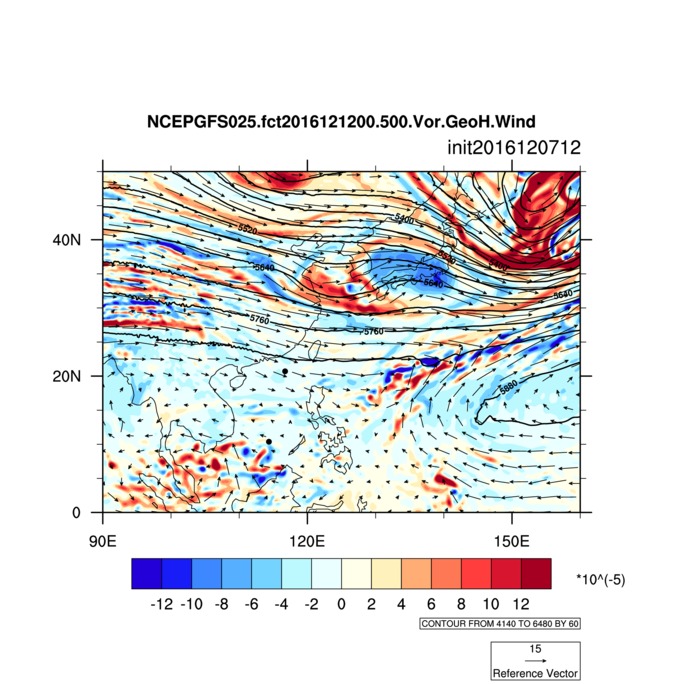 NCEPGFS025.fct2016121200.500.Vor.GeoH.Wind
init2016120712
5400
5520
5520
5400
5640
5640
5640
5760
5760
5880
40N
20N
0
90E 120E 150E
-12 -10 -8 -6 -4 -2 0 2 4 6 8 10 12 *10^(-5)
CONTOUR FROM 4140 TO 6480 BY 60
15
Reference Vector